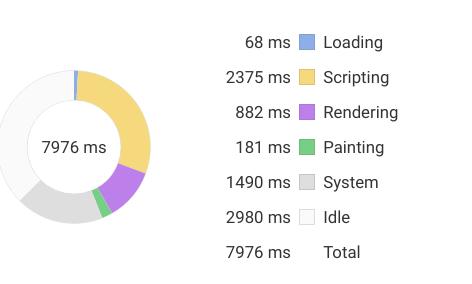 68 ms Loading
2375 ms Scripting
882 ms Rendering
7976 ms
181 ms Painting
1490 ms System
2980 ms Idle
7976 ms Total